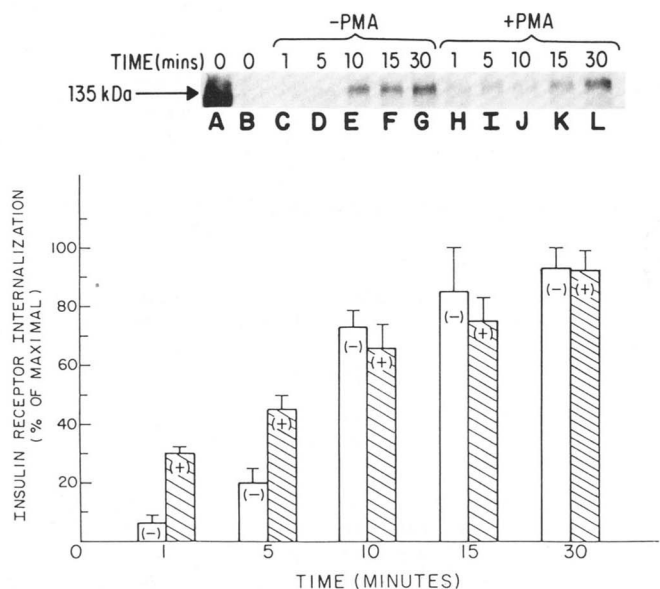 -PMA +PMA
TIME(mins) 0 0 1 5 10 15 30 1 5 10 15 30
135 kDa
A B C D E F G H I J K L
INSULIN RECEPTOR INTERNALIZATION
(% OF MAXIMAL)
100
80
60
40
20
(-) (+) (-) (+) (-) (+) (-) (+) (-) (+)
0 1 5 10 15 30
TIME (MINUTES)